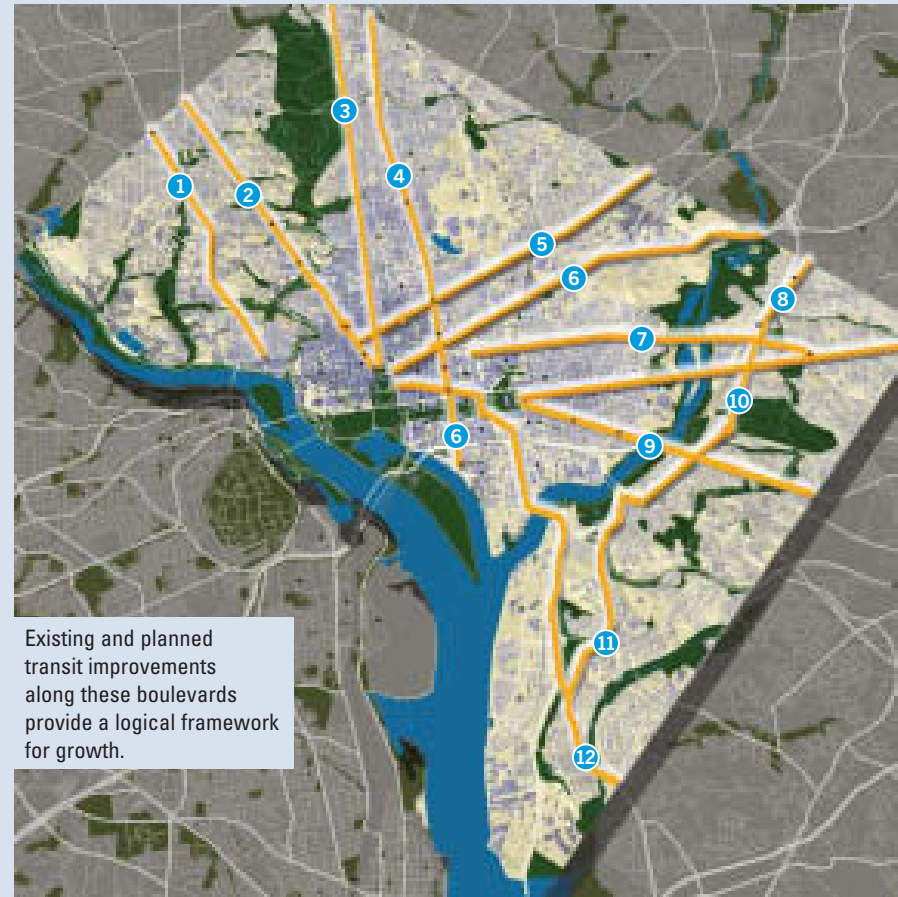 3
1
2
4
5
6
8
7
10
6
9
Existing and planned
transit improvements
along these boulevards
provide a logical framework
for growth.
11
12